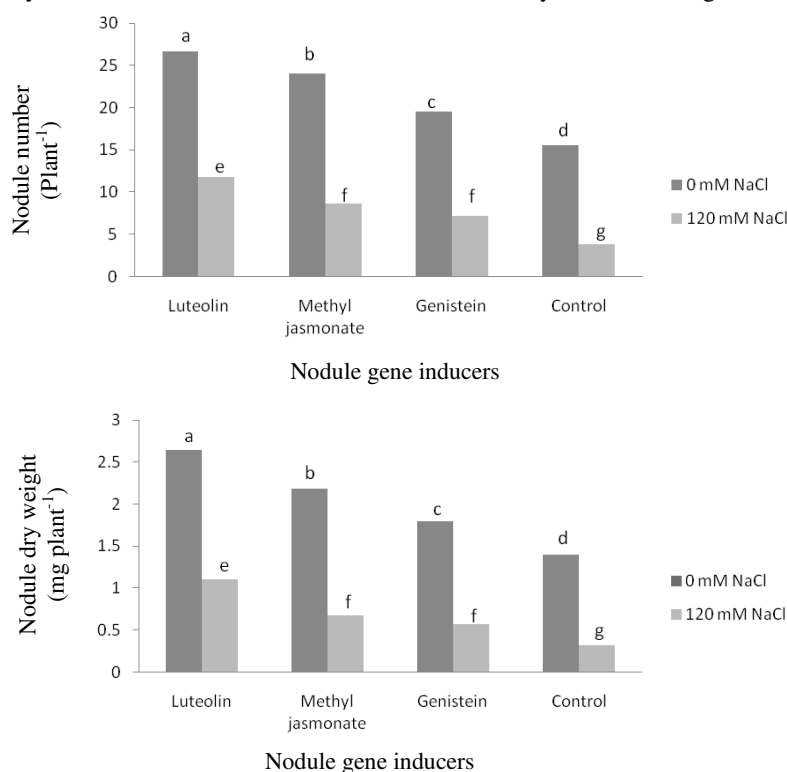 30
25
20
15
10
5
0
Nodule number
(Plant⁻¹)
a
b
c
d
e
f
f
g
0 mM NaCl
120 mM NaCl
Luteolin
Methyl
jasmonate
Genistein
Control
Nodule gene inducers
3
2.5
2
1.5
1
0.5
0
Nodule dry weight
(mg plant⁻¹)
a
b
c
d
e
f
f
g
0 mM NaCl
120 mM NaCl
Luteolin
Methyl
jasmonate
Genistein
Control
Nodule gene inducers